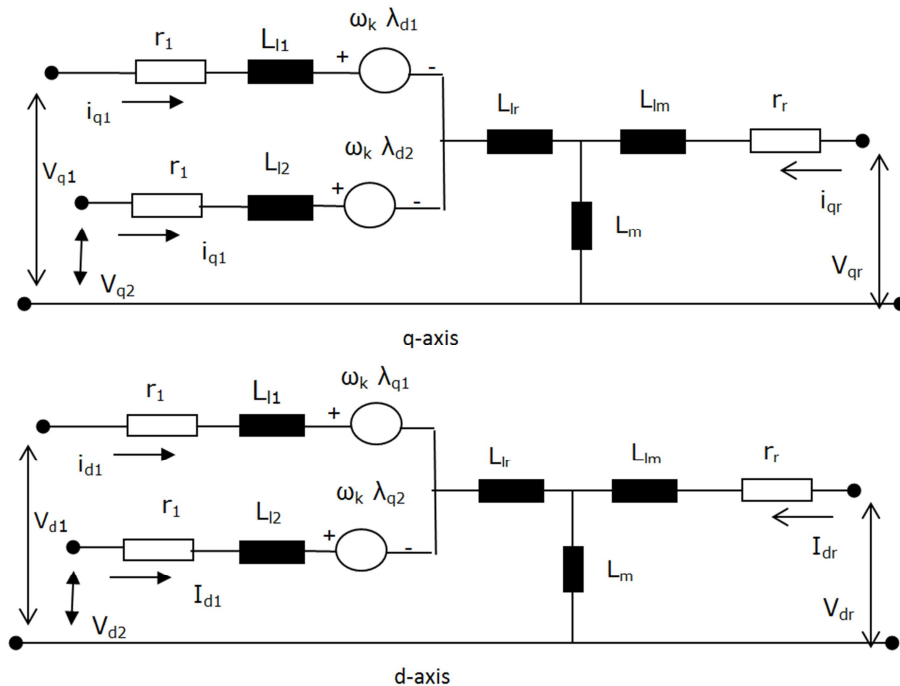 r1 Ll1 + ωk λd1 -
iq1
Llr Llm rr
Vq1
r1 Ll2 + ωk λd2 -
iq1
iqr
Lm
Vq2
Vqr
q-axis
r1 Ll1 + ωk λq1
id1
Llr Llm rr
Vd1
r1 Ll2 + ωk λq2 -
Id1
Idr
Lm
Vd2
Vdr
d-axis